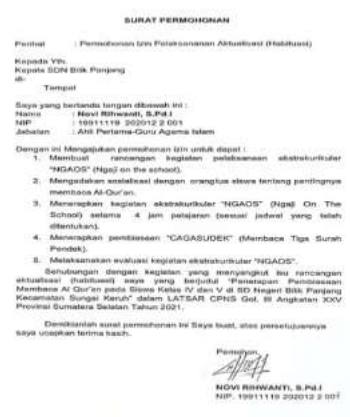 SURAT PERMOHONAN
Perihal : Permohonan Izin Pelaksanaan Aktualisasi (Habituasi)
Kepada Yth.
Kepala SDN Bitik Panjang
di-
Tempat
Saya yang bertanda tangan dibawah ini :
Nama : Novi Rihwanti, S.Pd.I
NIP : 19911119 202012 2 001
Jabatan : Ahli Pertama-Guru Agama Islam
Dengan ini Mengajukan permohonan izin untuk dapat :
1. Membuat rancangan kegiatan pelaksanaan ekstrakurikuler
"NGAOS" (Ngaji on the school).
2. Mengadakan sosialisasi dengan orangtua siswa tentang pentingnya
membaca Al-Qur'an.
3. Menerapkan kegiatan ekstrakurikuler "NGAOS" (Ngaji On The
School) selama 4 jam pelajaran (sesuai jadwal yang telah
ditentukan).
4. Menerapkan pembiasaan "CAGASUDEK" (Membaca Tiga Surah
Pendek).
5. Melaksanakan evaluasi kegiatan ekstrakurikuler "NGAOS".
Sehubungan dengan kegiatan yang menyangkut isu rancangan
aktualisasi (habituasi) saya yang berjudul "Penerapan Pembiasaan
Membaca Al Qur'an pada Siswa Kelas IV dan V di SD Negeri Bitik Panjang
Kecamatan Sungai Keruh" dalam LATSAR CPNS Gol. III Angkatan XXV
Provinsi Sumatera Selatan Tahun 2021.
Demikianlah surat permohonan ini Saya buat, atas persetujuannya
saya ucapkan terima kasih.
Pemohon,
NOVI RIHWANTI, S.Pd.I
NIP. 19911119 202012 2 001